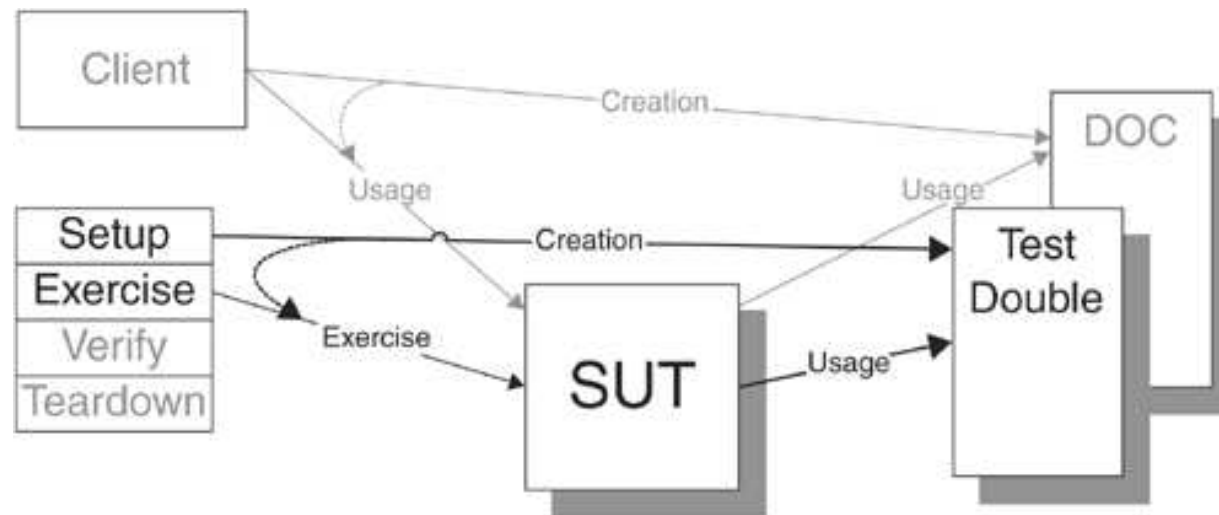 Client
Creation
DOC
Usage
Usage
Setup
Creation
Test
Double
Exercise
Exercise
Usage
Verify
SUT
Teardown